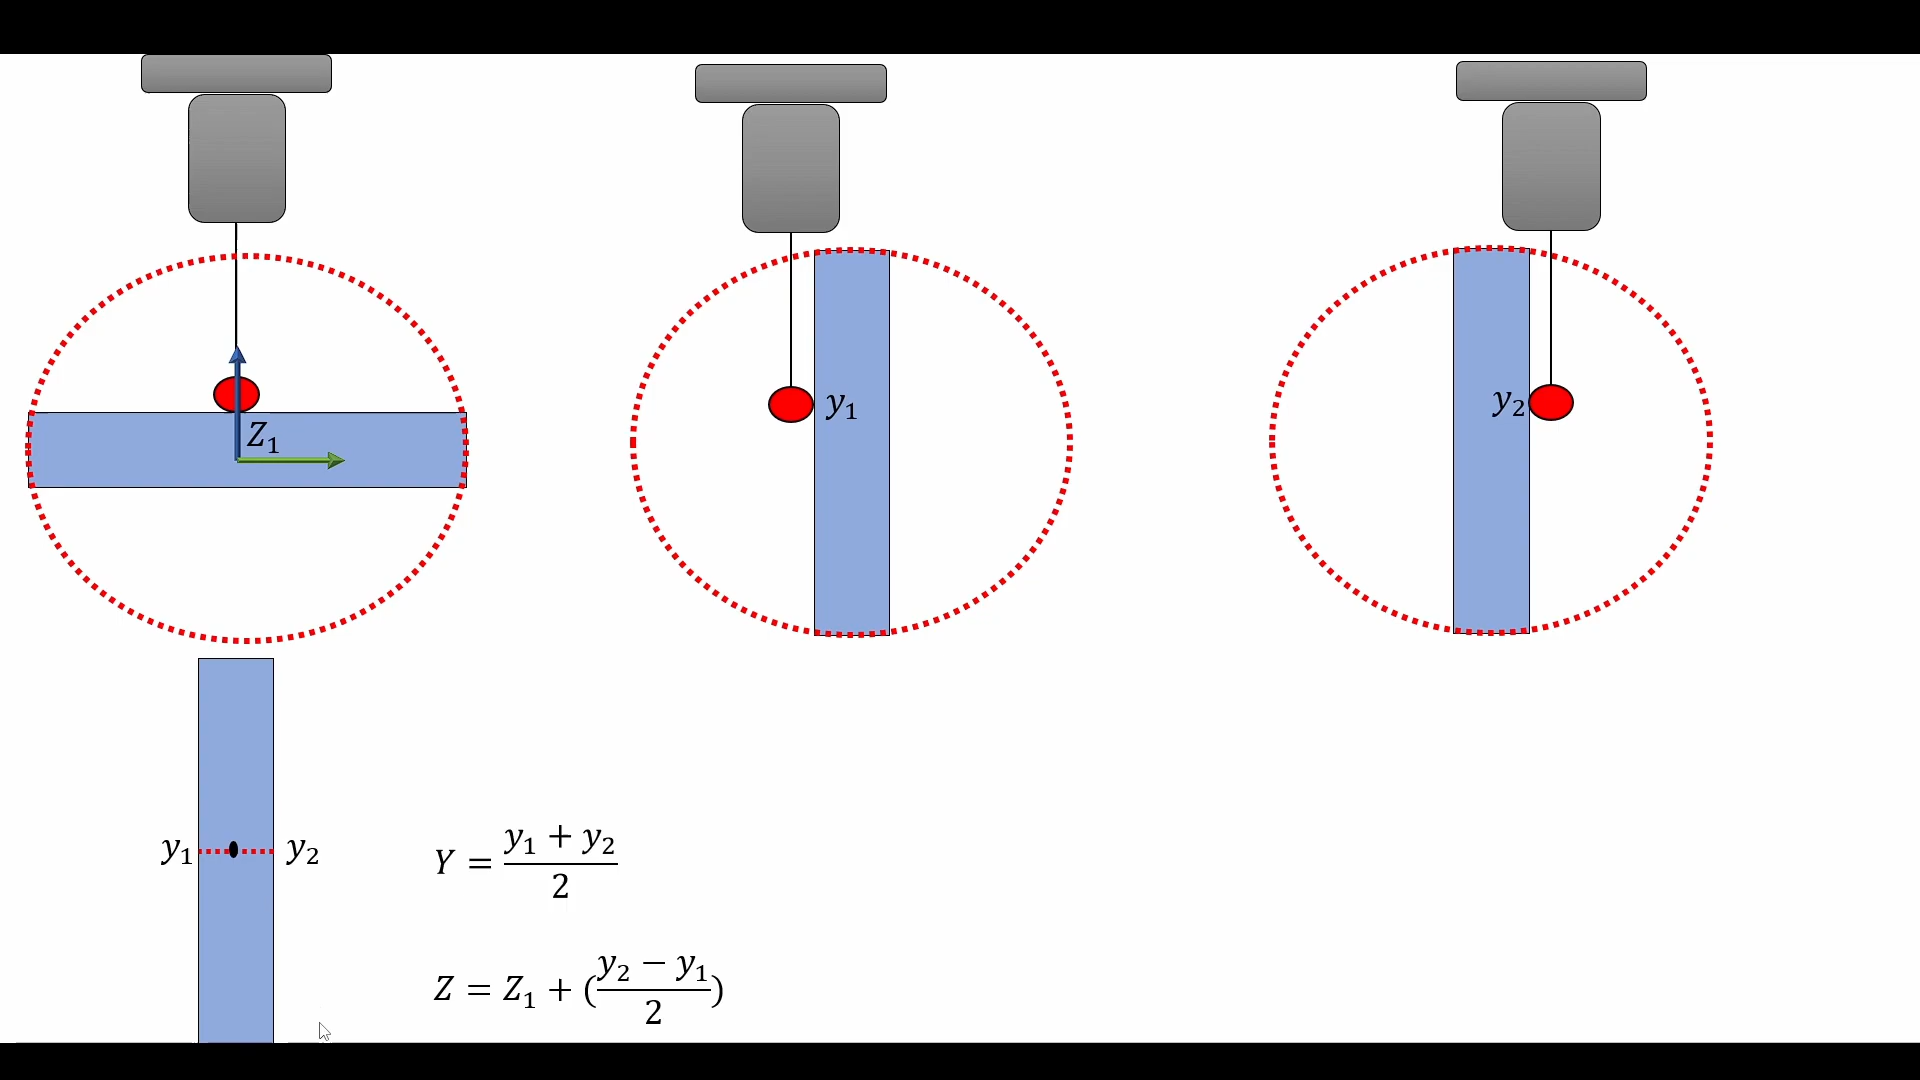 Z₁
y₁
y₂
y₁ y₂
Y = (y₁ + y₂)/2
Z = Z₁ + ((y₂ − y₁)/2)